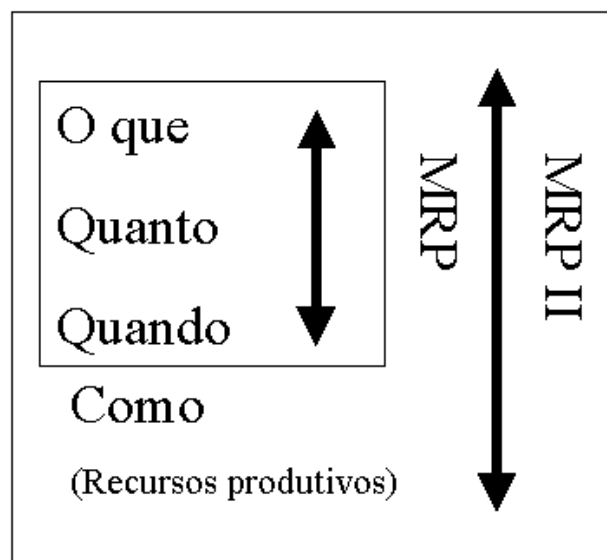 O que
Quanto
Quando
Como
(Recursos produtivos)
MRP
MRP II